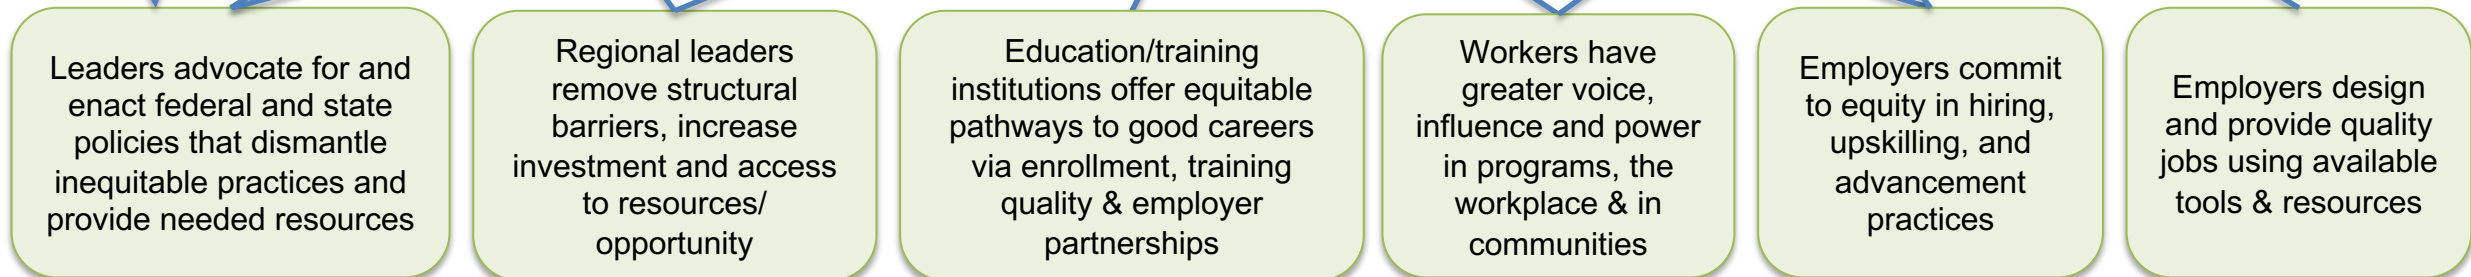 Leaders advocate for and
enact federal and state
policies that dismantle
inequitable practices and
provide needed resources
Regional leaders
remove structural
barriers, increase
investment and access
to resources/
opportunity
Education/training
institutions offer equitable
pathways to good careers
via enrollment, training
quality & employer
partnerships
Workers have
greater voice,
influence and power
in programs, the
workplace & in
communities
Employers commit
to equity in hiring,
upskilling, and
advancement
practices
Employers design
and provide quality
jobs using available
tools & resources